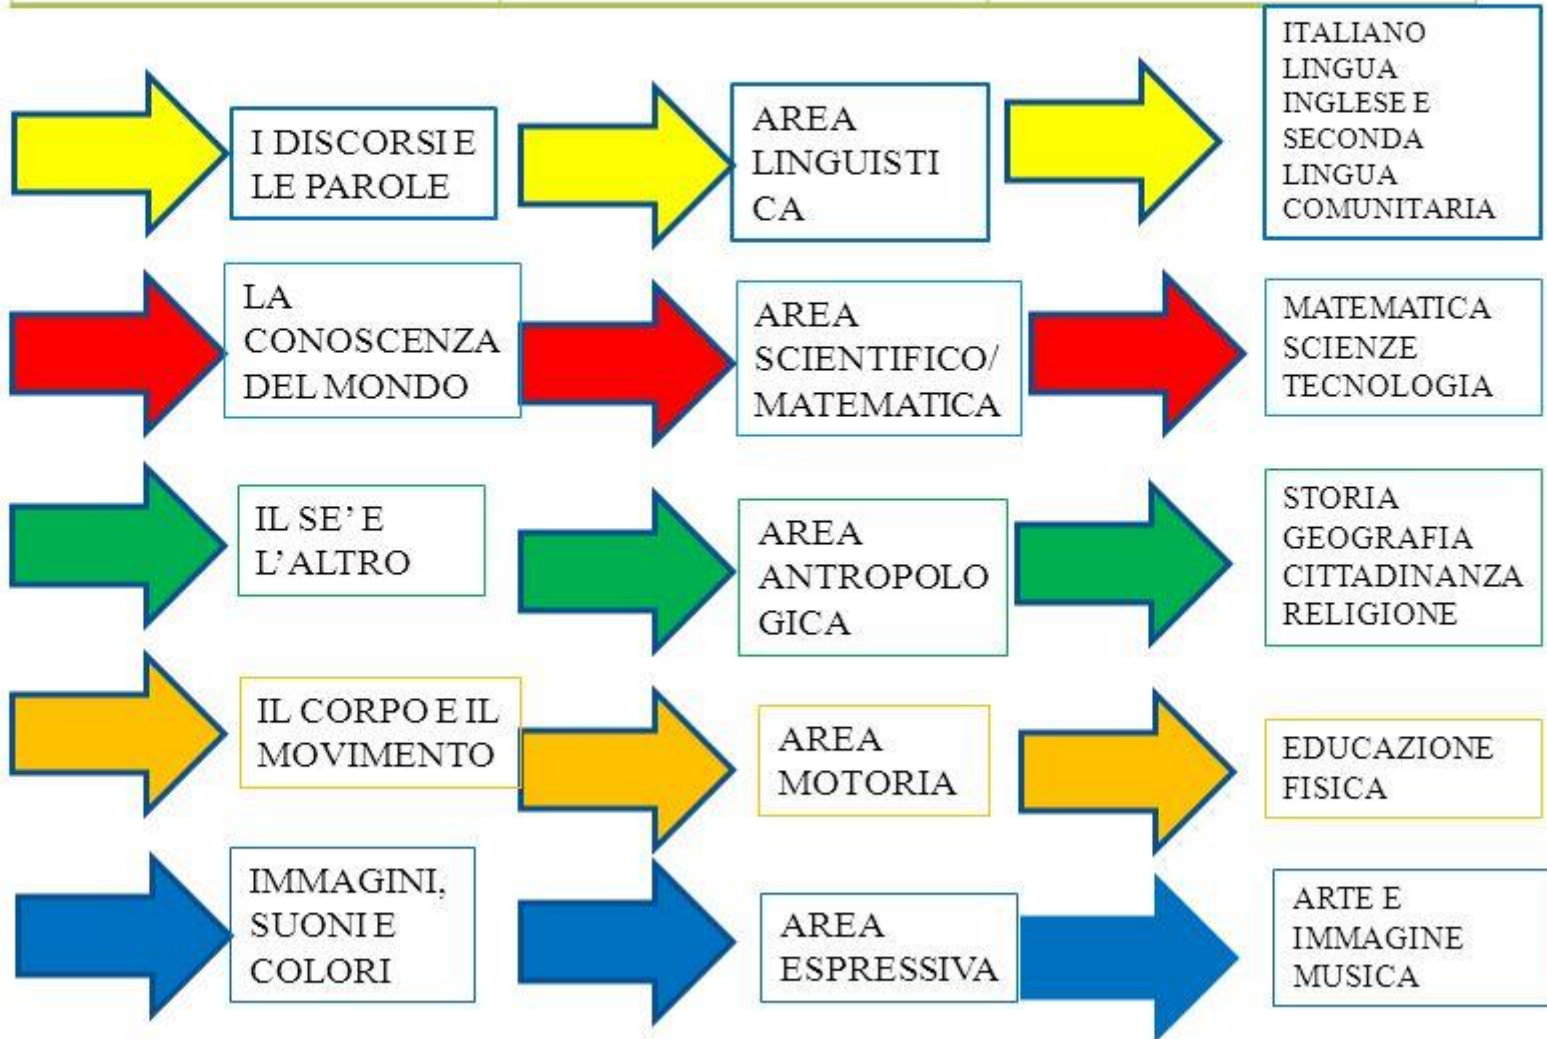 I DISCORSI E
LE PAROLE
AREA
LINGUISTI
CA
ITALIANO
LINGUA
INGLESE E
SECONDA
LINGUA
COMUNITARIA
LA
CONOSCENZA
DEL MONDO
AREA
SCIENTIFICO/
MATEMATICA
MATEMATICA
SCIENZE
TECNOLOGIA
IL SE’ E
L’ALTRO
AREA
ANTROPOLO
GICA
STORIA
GEOGRAFIA
CITTADINANZA
RELIGIONE
IL CORPO E IL
MOVIMENTO
AREA
MOTORIA
EDUCAZIONE
FISICA
IMMAGINI,
SUONI E
COLORI
AREA
ESPRESSIVA
ARTE E
IMMAGINE
MUSICA